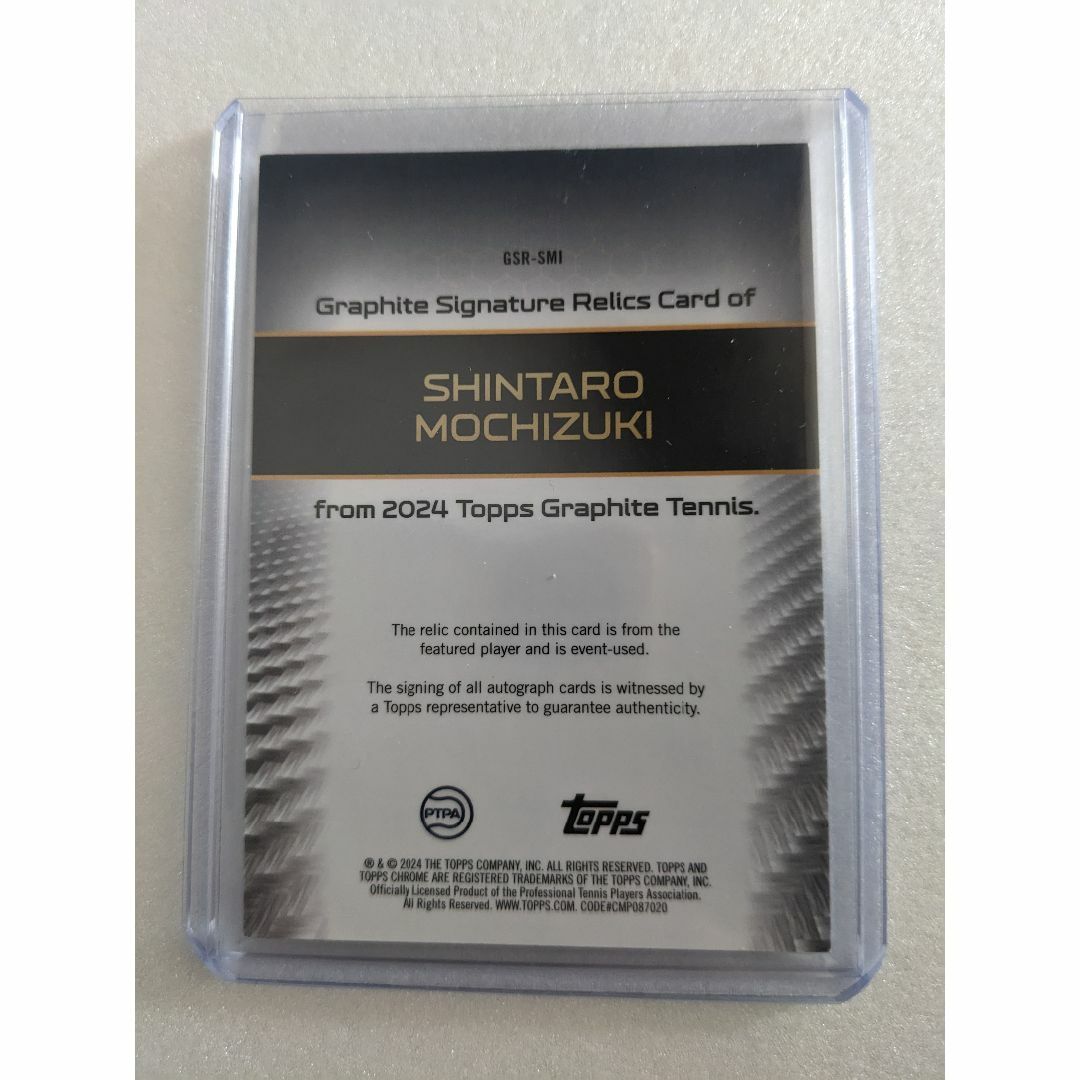 GSR-SMI
Graphite Signature Relics Card of
SHINTARO
MOCHIZUKI
from 2024 Topps Graphite Tennis.
The relic contained in this card is from the
featured player and is event-used.
The signing of all autograph cards is witnessed by
a Topps representative to guarantee authenticity.
PTPA
topps
® & © 2024 THE TOPPS COMPANY, INC. ALL RIGHTS RESERVED. TOPPS AND
TOPPS CHROME ARE REGISTERED TRADEMARKS OF THE TOPPS COMPANY, INC.
Officially Licensed Product of the Professional Tennis Players Association.
All Rights Reserved. WWW.TOPPS.COM. CODE#CMP087020